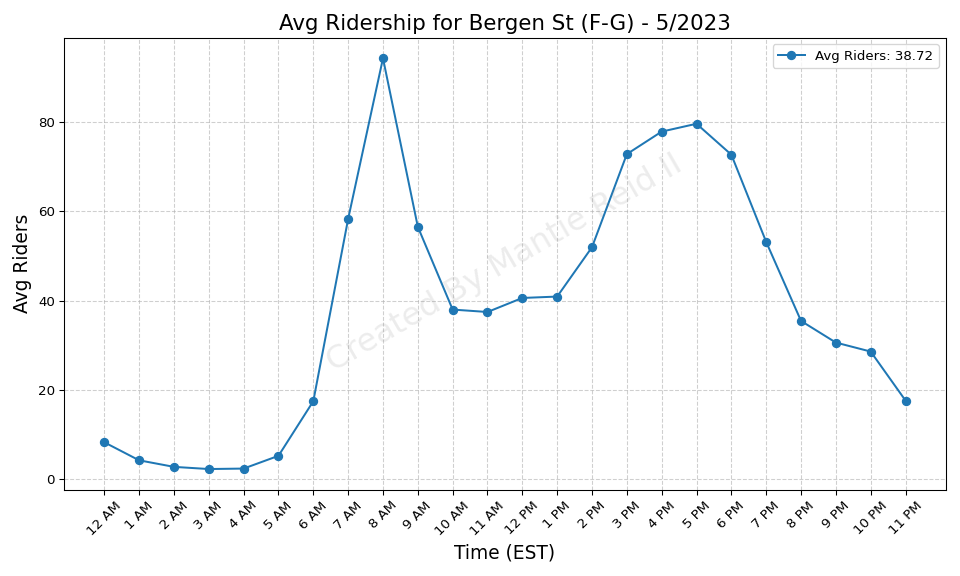 Avg Ridership for Bergen St (F-G) - 5/2023
Avg Riders: 38.72
Avg Riders
80
60
40
20
0
Created By Mantie Reid II
12 AM
1 AM
2 AM
3 AM
4 AM
5 AM
6 AM
7 AM
8 AM
9 AM
10 AM
11 AM
12 PM
1 PM
2 PM
3 PM
4 PM
5 PM
6 PM
7 PM
8 PM
9 PM
10 PM
11 PM
Time (EST)